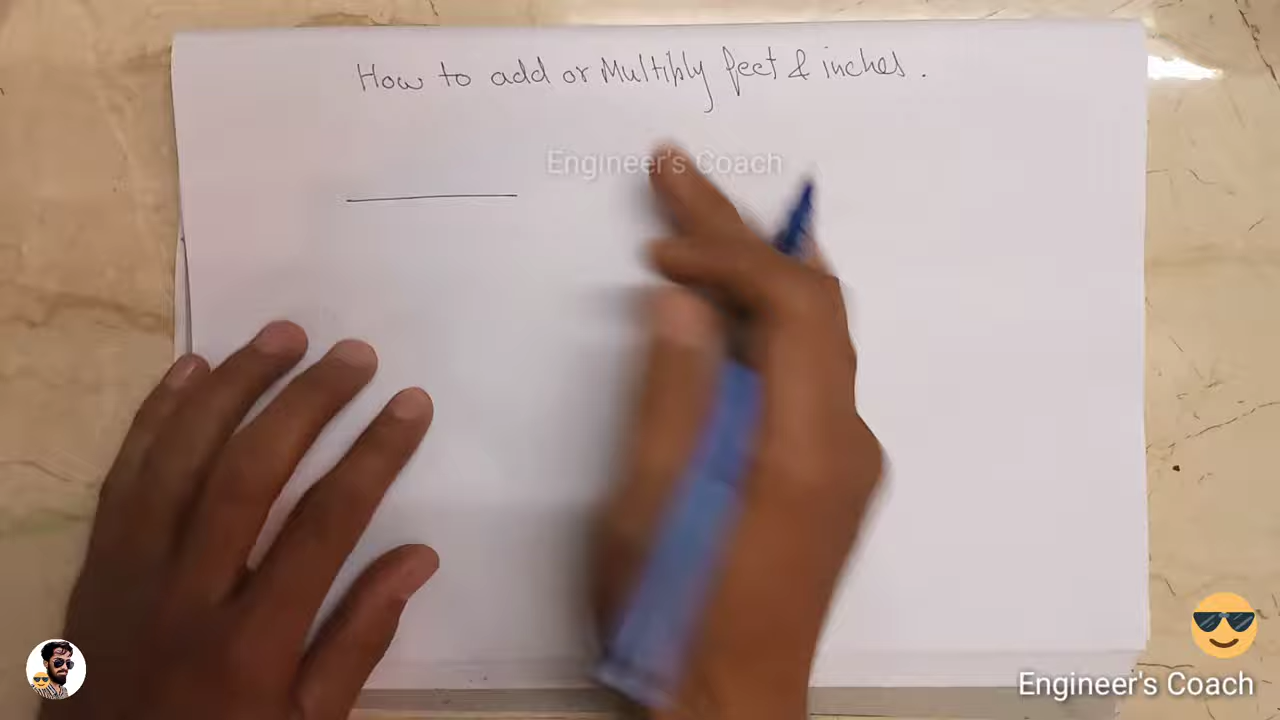 How to add or Multiply feet & inches.
Engineer's Coach
Engineer's Coach